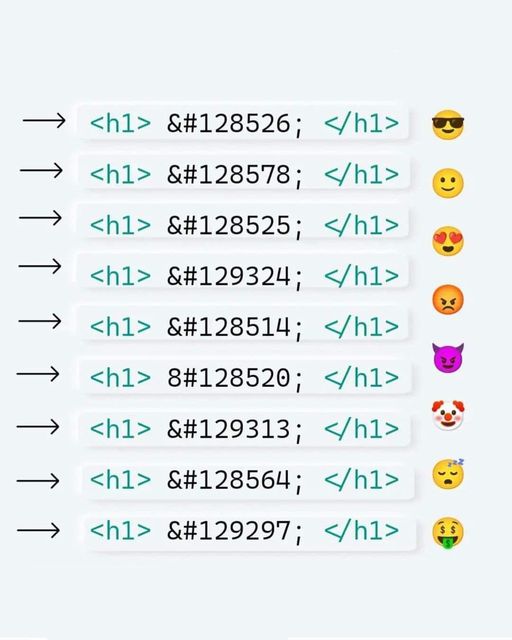 <h1> &#128526; </h1>
<h1> &#128578; </h1>
<h1> &#128525; </h1>
<h1> &#129324; </h1>
<h1> &#128514; </h1>
<h1> 8#128520; </h1>
<h1> &#129313; </h1>
<h1> &#128564; </h1>
<h1> &#129297; </h1>